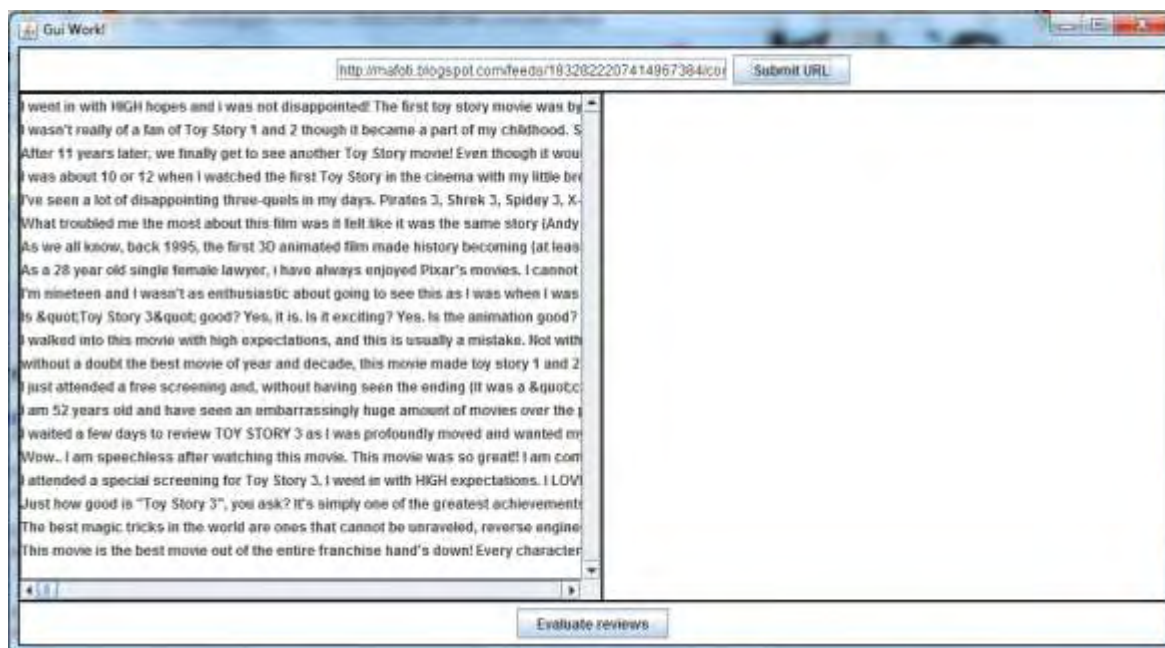 Gui Work!
http://mafoti.blogspot.com/feeds/1832822207414967384/cor Submit URL
I went in with HIGH hopes and i was not disappointed! The first toy story movie was by
I wasn't really of a fan of Toy Story 1 and 2 though it became a part of my childhood. S
After 11 years later, we finally get to see another Toy Story movie! Even though it wou
I was about 10 or 12 when I watched the first Toy Story in the cinema with my little bro
I've seen a lot of disappointing three-quels in my days. Pirates 3, Shrek 3, Spidey 3, X-
What troubled me the most about this film was it felt like it was the same story (Andy
As we all know, back 1995, the first 3D animated film made history becoming (at leas
As a 28 year old single female lawyer, i have always enjoyed Pixar's movies. I cannot
I'm nineteen and I wasn't as enthusiastic about going to see this as I was when I was
Is &quot;Toy Story 3&quot; good? Yes, it is. Is it exciting? Yes. Is the animation good?
I walked into this movie with high expectations, and this is usually a mistake. Not with
without a doubt the best movie of year and decade, this movie made toy story 1 and 2
I just attended a free screening and, without having seen the ending (it was a &quot;c
I am 52 years old and have seen an embarrassingly huge amount of movies over the p
I waited a few days to review TOY STORY 3 as I was profoundly moved and wanted my
Wow.. I am speechless after watching this movie. This movie was so great!! I am com
I attended a special screening for Toy Story 3. I went in with HIGH expectations. I LOVE
Just how good is "Toy Story 3", you ask? It's simply one of the greatest achievements
The best magic tricks in the world are ones that cannot be unraveled, reverse engine
This movie is the best movie out of the entire franchise hand's down! Every character
Evaluate reviews